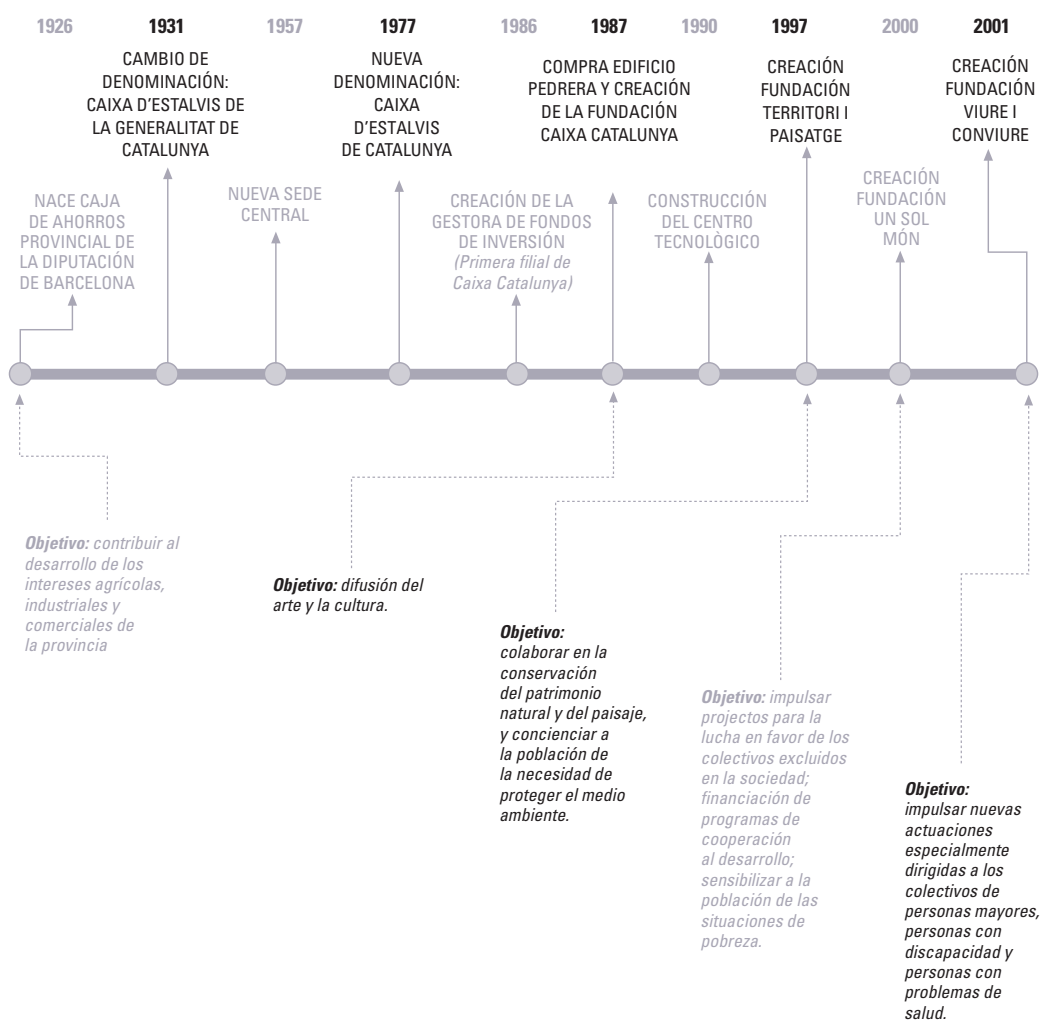 1926
NACE CAJA
DE AHORROS
PROVINCIAL DE
LA DIPUTACIÓN
DE BARCELONA
1931
CAMBIO DE
DENOMINACIÓN:
CAIXA D'ESTALVIS DE
LA GENERALITAT DE
CATALUNYA
1957
NUEVA SEDE
CENTRAL
1977
NUEVA
DENOMINACIÓN:
CAIXA
D'ESTALVIS
DE CATALUNYA
1986
CREACIÓN DE LA
GESTORA DE FONDOS
DE INVERSIÓN
(Primera filial de
Caixa Catalunya)
1987
COMPRA EDIFICIO
PEDRERA Y CREACIÓN
DE LA FUNDACIÓN
CAIXA CATALUNYA
1990
CONSTRUCCIÓN
DEL CENTRO
TECNOLÒGICO
1997
CREACIÓN
FUNDACIÓN
TERRITORI I
PAISATGE
2000
CREACIÓN
FUNDACIÓN
UN SOL
MÓN
2001
CREACIÓN
FUNDACIÓN
VIURE I
CONVIURE
Objetivo: contribuir al
desarrollo de los
intereses agrícolas,
industriales y
comerciales de
la provincia
Objetivo: difusión del
arte y la cultura.
Objetivo:
colaborar en la
conservación
del patrimonio
natural y del paisaje,
y concienciar a
la población de
la necesidad de
proteger el medio
ambiente.
Objetivo: impulsar
projectos para la
lucha en favor de los
colectivos excluidos
en la sociedad;
financiación de
programas de
cooperación
al desarrollo;
sensibilizar a la
población de las
situaciones de
pobreza.
Objetivo:
impulsar nuevas
actuaciones
especialmente
dirigidas a los
colectivos de
personas mayores,
personas con
discapacidad y
personas con
problemas de
salud.